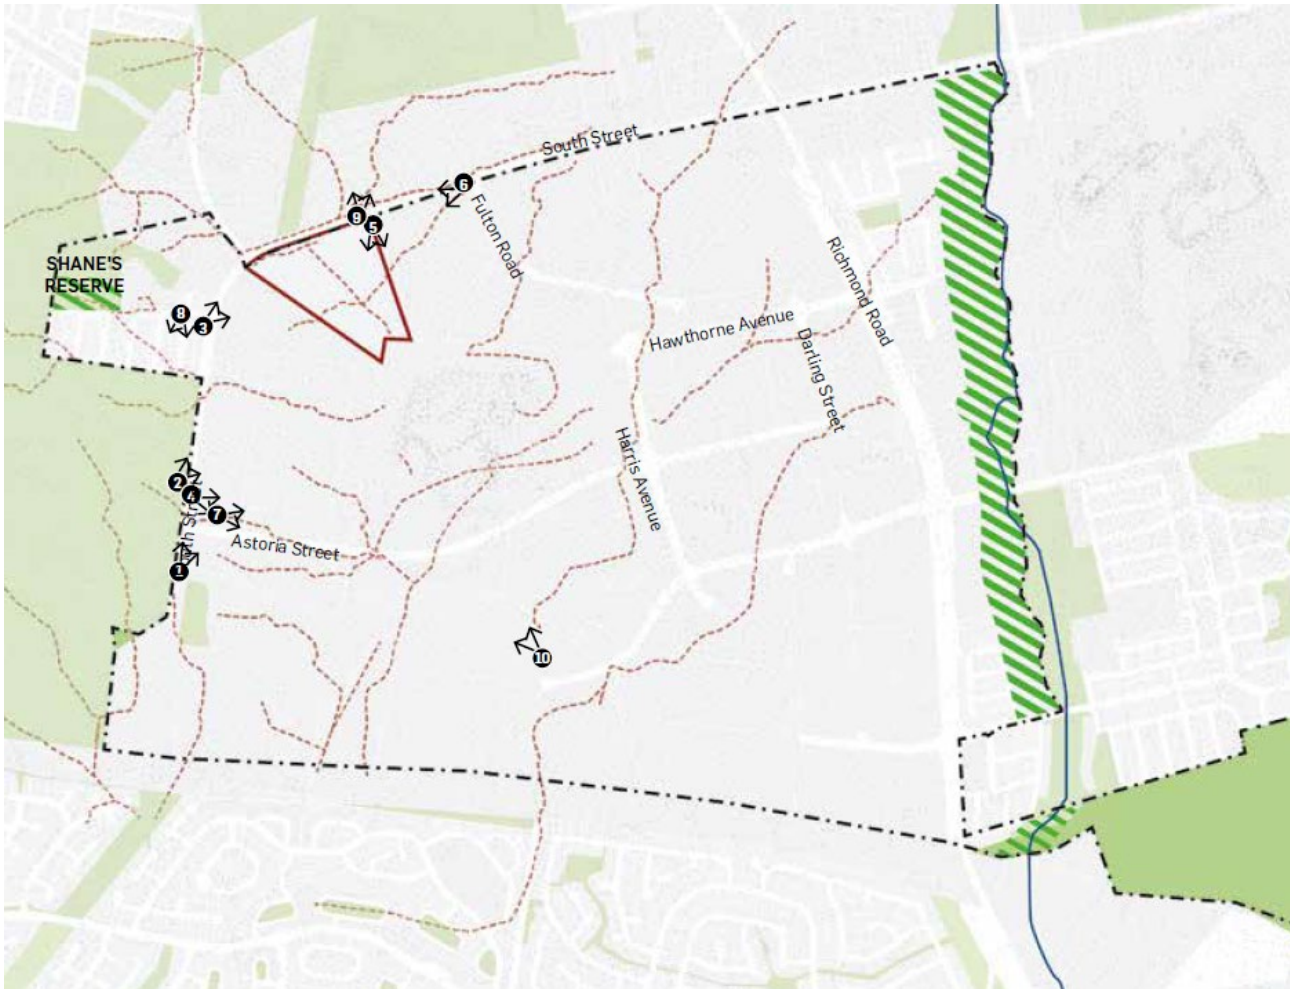 South Street
6
9
5
Fulton Road
SHANE'S
RESERVE
8
3
Richmond Road
Hawthorne Avenue
Darling Street
Harris Avenue
2
4
7
Astoria Street
1
10